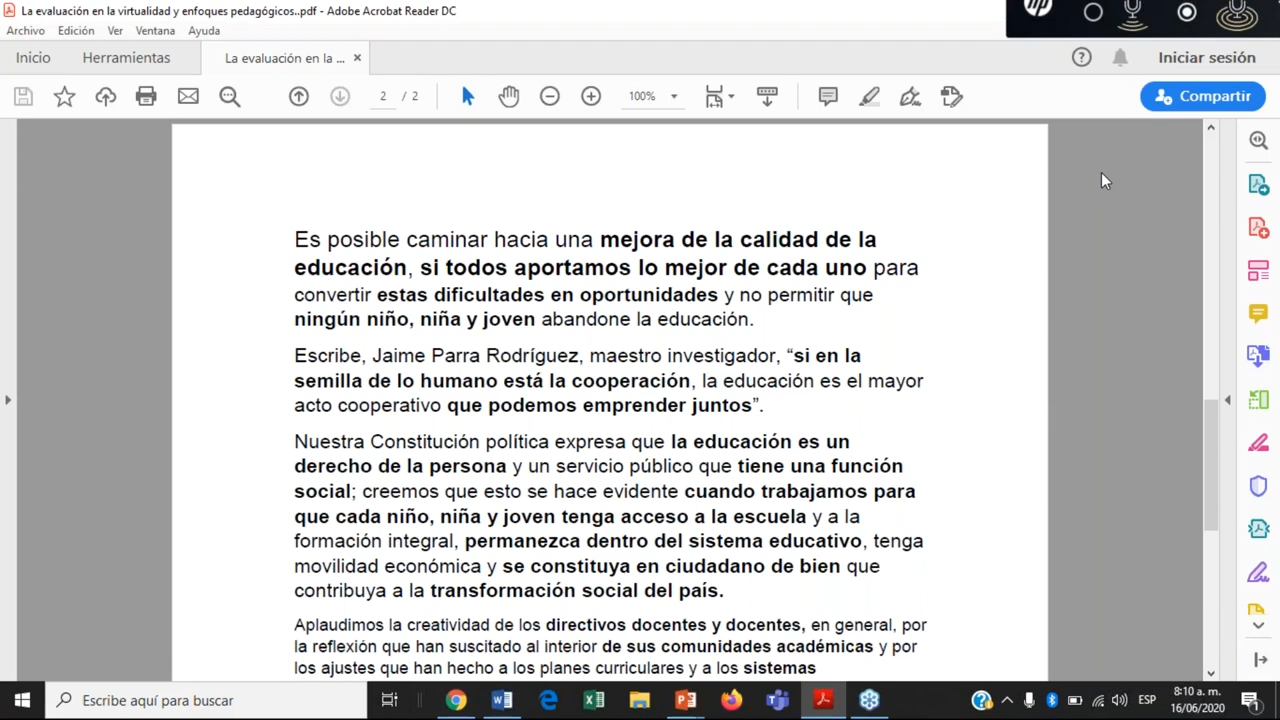 La evaluación en la virtualidad y enfoques pedagógicos..pdf - Adobe Acrobat Reader DC
hp
Archivo Edición Ver Ventana Ayuda
Inicio Herramientas La evaluación en la ... × Iniciar sesión
2 / 2 100% Compartir
Es posible caminar hacia una mejora de la calidad de la
educación, si todos aportamos lo mejor de cada uno para
convertir estas dificultades en oportunidades y no permitir que
ningún niño, niña y joven abandone la educación.
Escribe, Jaime Parra Rodríguez, maestro investigador, “si en la
semilla de lo humano está la cooperación, la educación es el mayor
acto cooperativo que podemos emprender juntos”.
Nuestra Constitución política expresa que la educación es un
derecho de la persona y un servicio público que tiene una función
social; creemos que esto se hace evidente cuando trabajamos para
que cada niño, niña y joven tenga acceso a la escuela y a la
formación integral, permanezca dentro del sistema educativo, tenga
movilidad económica y se constituya en ciudadano de bien que
contribuya a la transformación social del país.
Aplaudimos la creatividad de los directivos docentes y docentes, en general, por
la reflexión que han suscitado al interior de sus comunidades académicas y por
los ajustes que han hecho a los planes curriculares y a los sistemas
Escribe aquí para buscar
ESP
8:10 a. m.
16/06/2020
1